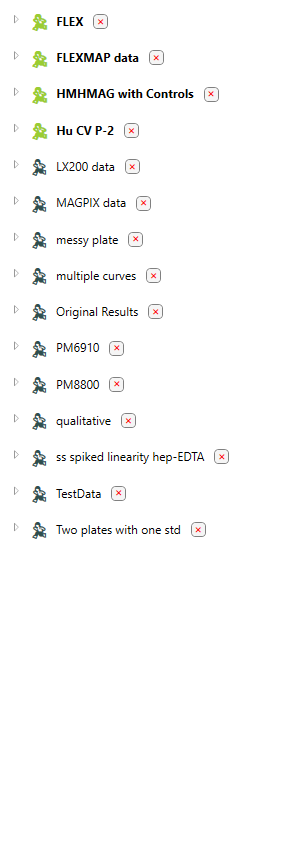 FLEX
FLEXMAP data
HMHMAG with Controls
Hu CV P-2
LX200 data
MAGPIX data
messy plate
multiple curves
Original Results
PM6910
PM8800
qualitative
ss spiked linearity hep-EDTA
TestData
Two plates with one std